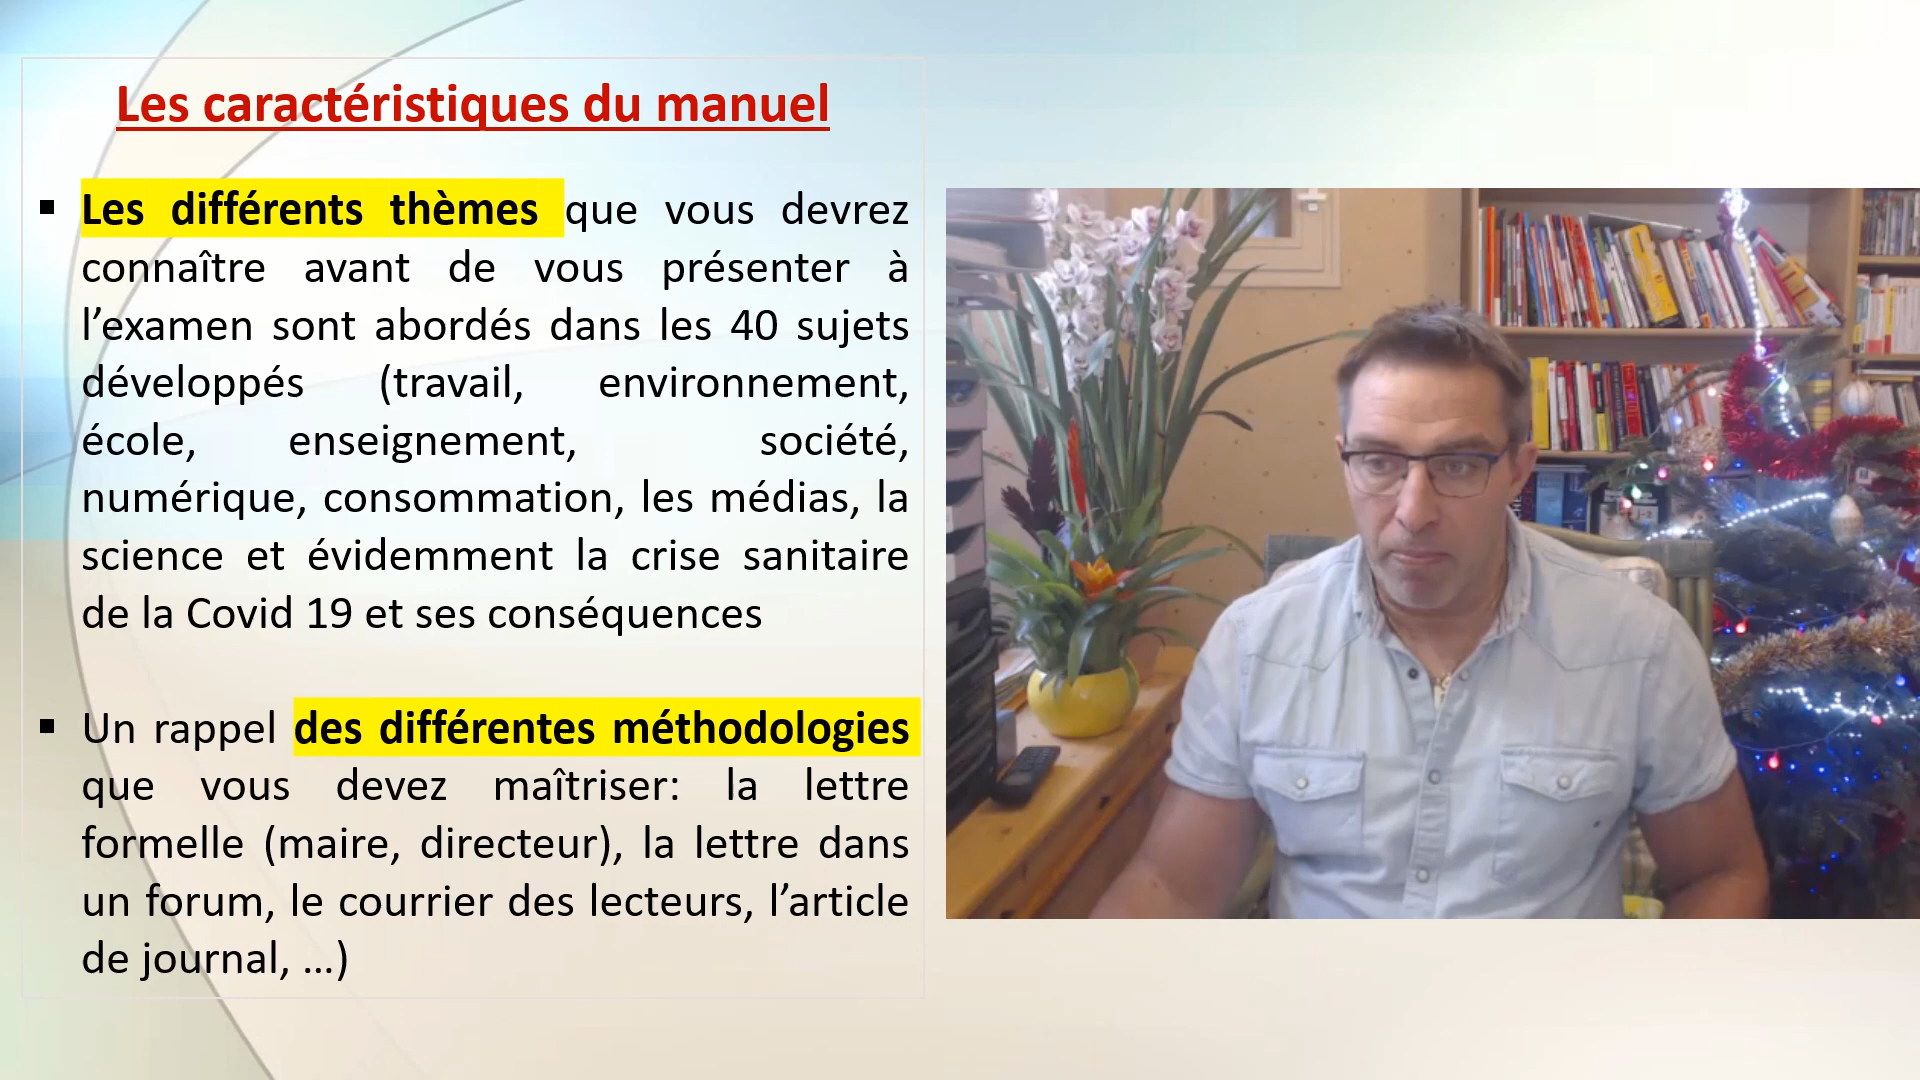 Les caractéristiques du manuel
▪ Les différents thèmes que vous devrez
connaître avant de vous présenter à
l’examen sont abordés dans les 40 sujets
développés (travail, environnement,
école, enseignement, société,
numérique, consommation, les médias, la
science et évidemment la crise sanitaire
de la Covid 19 et ses conséquences
▪ Un rappel des différentes méthodologies
que vous devez maîtriser: la lettre
formelle (maire, directeur), la lettre dans
un forum, le courrier des lecteurs, l’article
de journal, …)